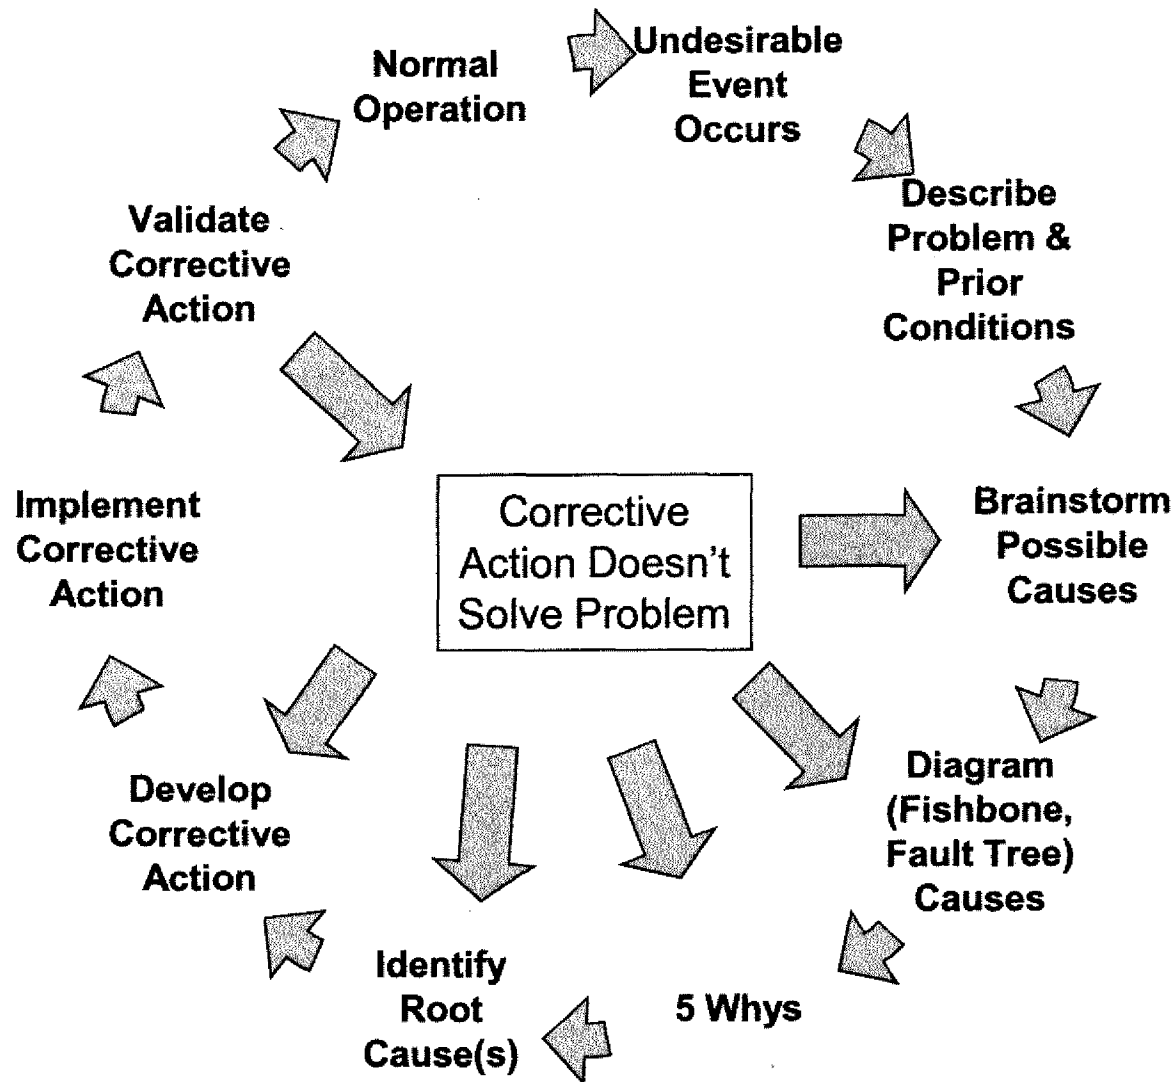 Normal
Operation
Undesirable
Event
Occurs
Describe
Problem &
Prior
Conditions
Brainstorm
Possible
Causes
Diagram
(Fishbone,
Fault Tree)
Causes
5 Whys
Identify
Root
Cause(s)
Develop
Corrective
Action
Implement
Corrective
Action
Validate
Corrective
Action
Corrective
Action Doesn't
Solve Problem